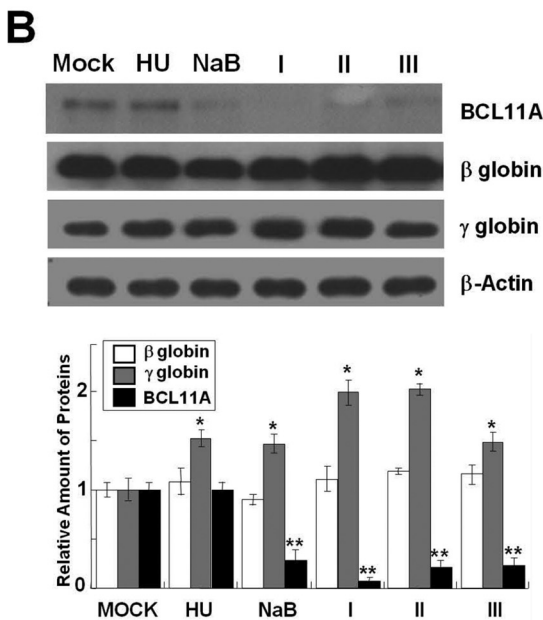 B
Mock HU NaB I II III
BCL11A
β globin
γ globin
β-Actin
Relative Amount of Proteins
2
1
0
β globin
γ globin
BCL11A
*
*
**
*
**
*
**
*
**
MOCK HU NaB I II III